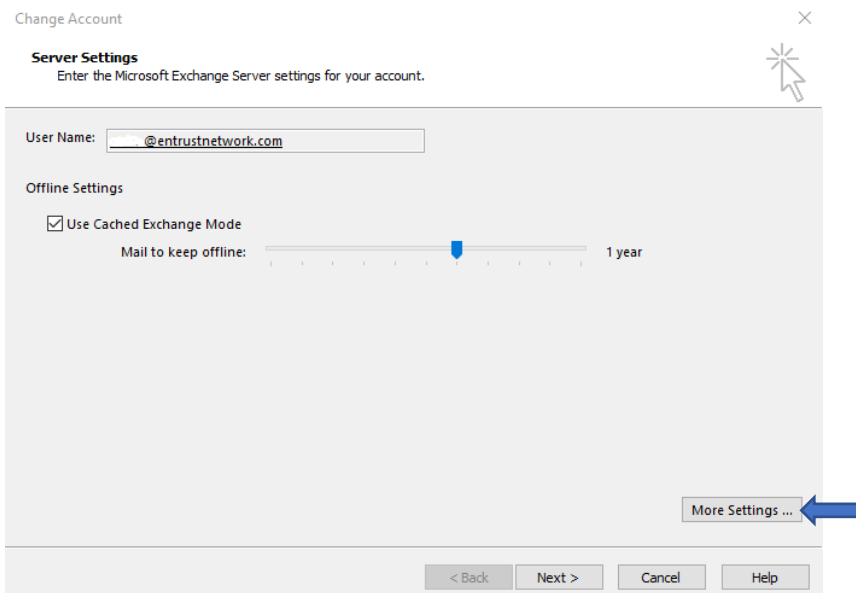 Change Account
Server Settings
Enter the Microsoft Exchange Server settings for your account.
User Name: @entrustnetwork.com
Offline Settings
Use Cached Exchange Mode
Mail to keep offline: 1 year
More Settings ...
< Back Next > Cancel Help